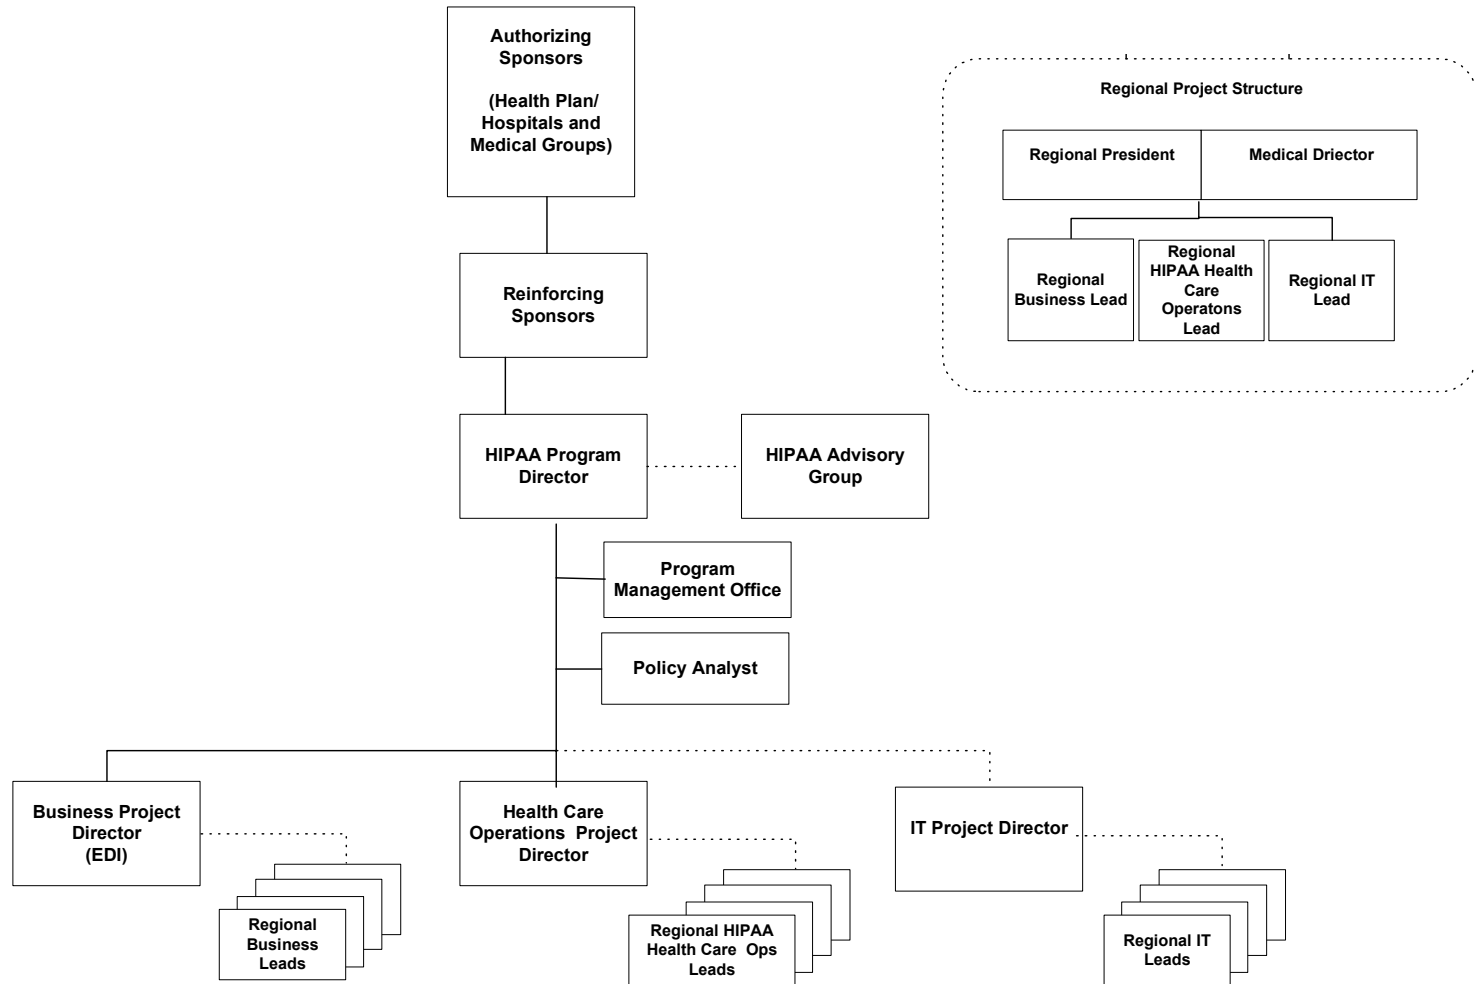 Authorizing
Sponsors
(Health Plan/
Hospitals and
Medical Groups)
Regional Project Structure
Regional President
Medical Driector
Regional
Business Lead
Regional
HIPAA Health
Care
Operatons
Lead
Regional IT
Lead
Reinforcing
Sponsors
HIPAA Program
Director
HIPAA Advisory
Group
Program
Management Office
Policy Analyst
Business Project
Director
(EDI)
Health Care
Operations Project
Director
IT Project Director
Regional
Business
Leads
Regional HIPAA
Health Care Ops
Leads
Regional IT
Leads